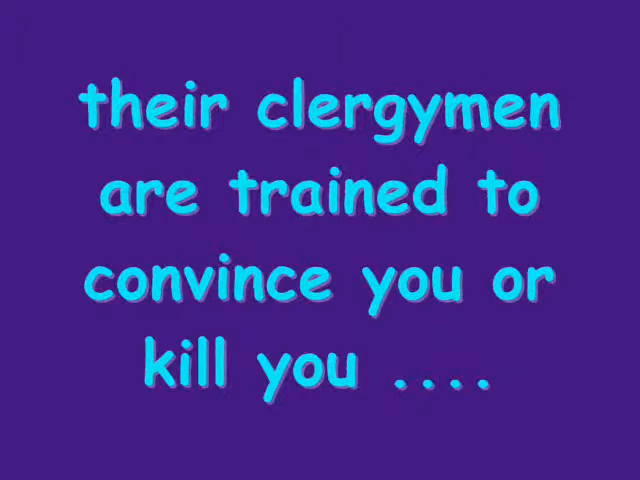 their clergymen
are trained to
convince you or
kill you ....